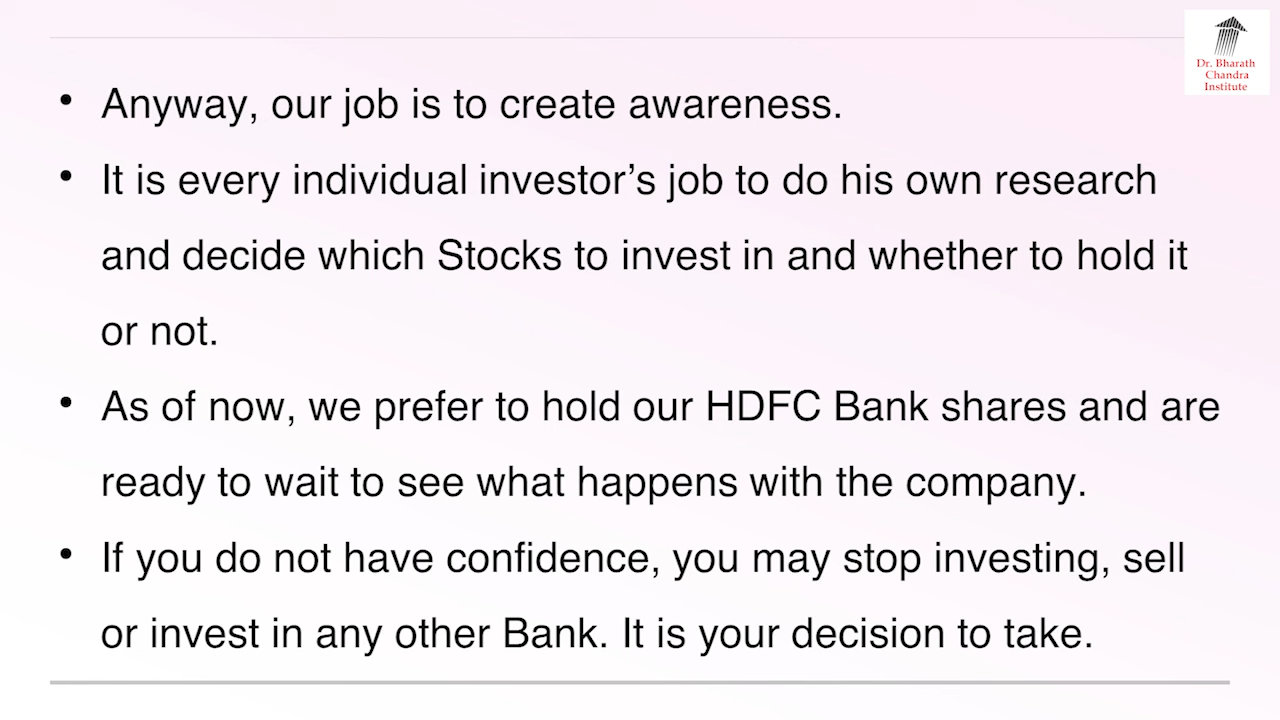 Dr. Bharath
Chandra
Institute
• Anyway, our job is to create awareness.
• It is every individual investor’s job to do his own research
and decide which Stocks to invest in and whether to hold it
or not.
• As of now, we prefer to hold our HDFC Bank shares and are
ready to wait to see what happens with the company.
• If you do not have confidence, you may stop investing, sell
or invest in any other Bank. It is your decision to take.